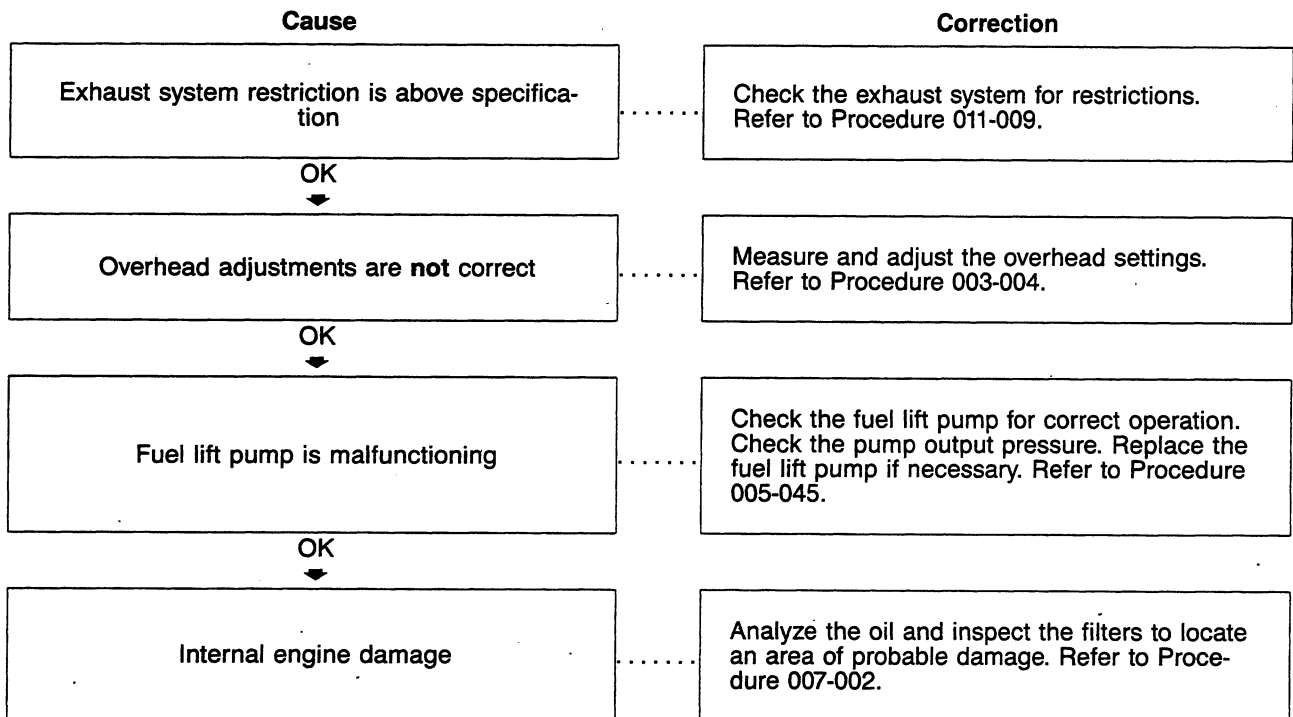 Cause
Correction
Exhaust system restriction is above specifica-
tion
Check the exhaust system for restrictions.
Refer to Procedure 011-009.
OK
Overhead adjustments are not correct
Measure and adjust the overhead settings.
Refer to Procedure 003-004.
OK
Fuel lift pump is malfunctioning
Check the fuel lift pump for correct operation.
Check the pump output pressure. Replace the
fuel lift pump if necessary. Refer to Procedure
005-045.
OK
Internal engine damage
Analyze the oil and inspect the filters to locate
an area of probable damage. Refer to Proce-
dure 007-002.